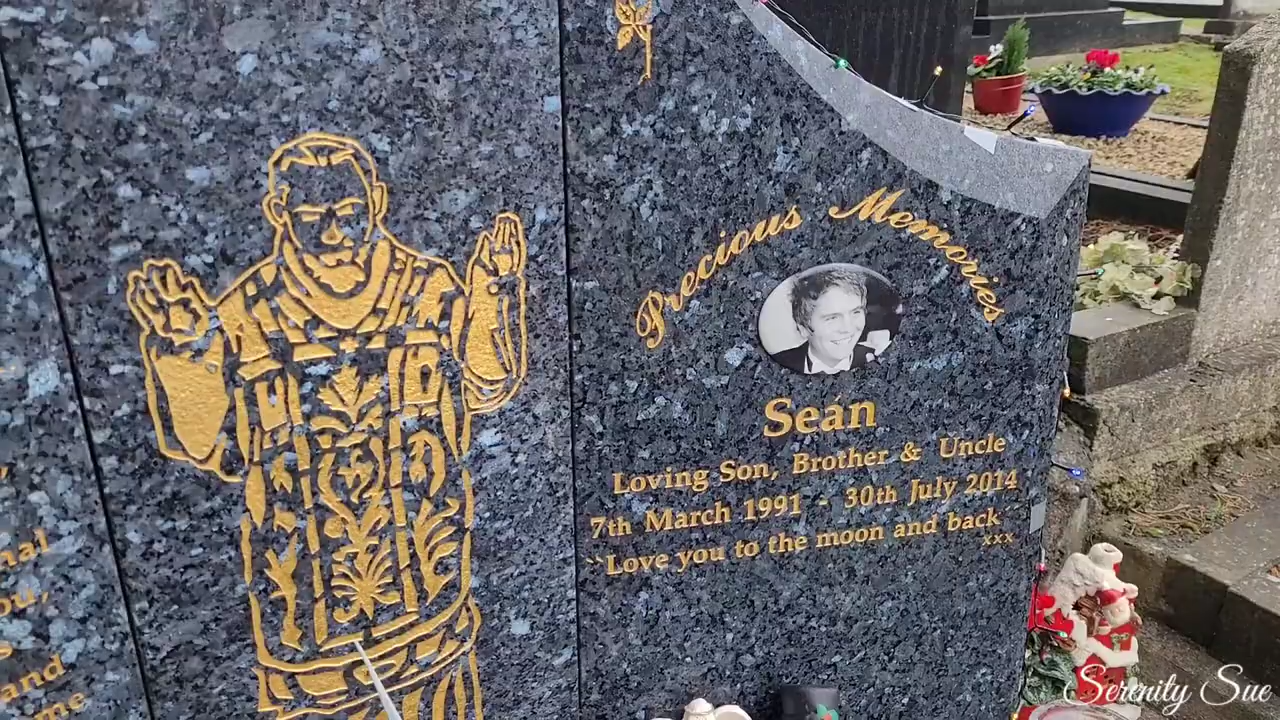 Precious Memories
Seán
Loving Son, Brother & Uncle
7th March 1991 - 30th July 2014
``Love you to the moon and back´´
xxx
and
Serenity Sue